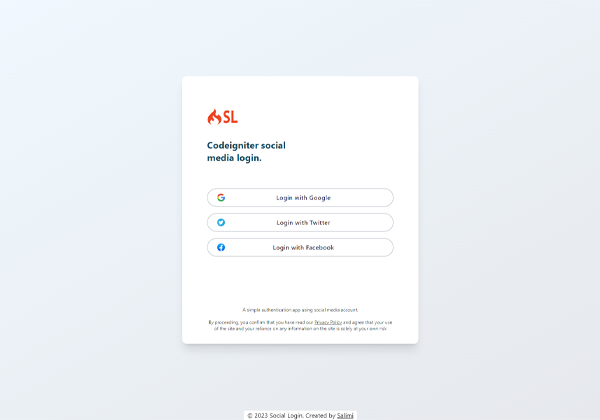 SL
Codeigniter social
media login.
Login with Google
Login with Twitter
Login with Facebook
A simple authentication app using social media account.
By proceeding, you confirm that you have read our Privacy Policy and agree that your use
of the site and your reliance on any information on the site is solely at your own risk
© 2023 Social Login. Created by Salimi